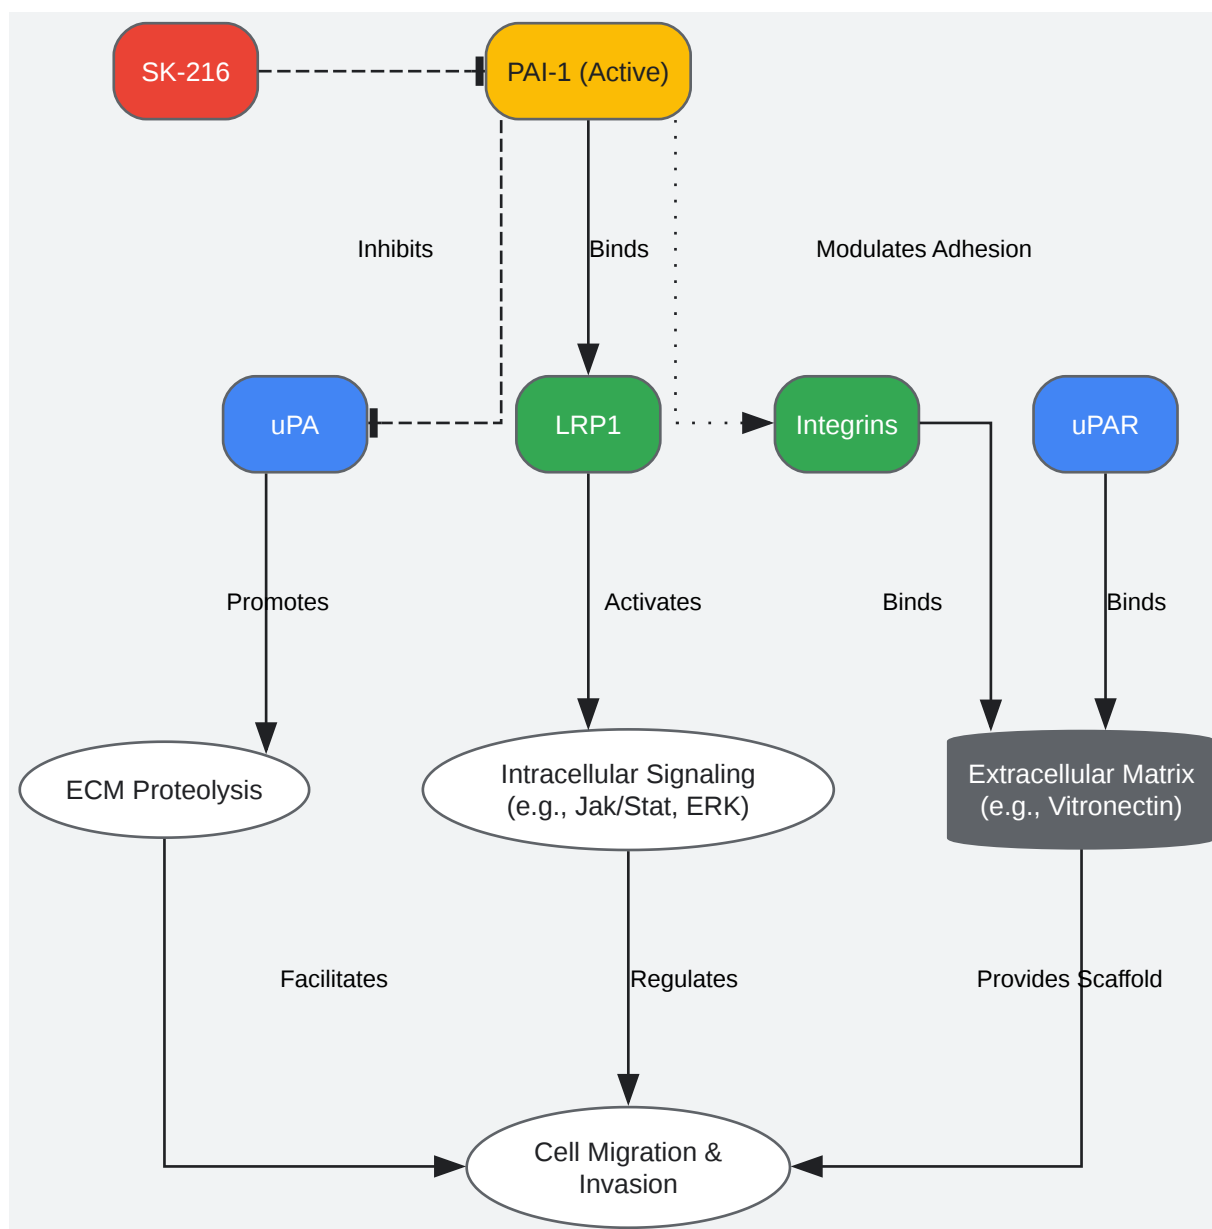 SK-216
PAI-1 (Active)
Inhibits
Binds
Modulates Adhesion
uPA
LRP1
Integrins
uPAR
Promotes
Activates
Binds
Binds
ECM Proteolysis
Intracellular Signaling
(e.g., Jak/Stat, ERK)
Extracellular Matrix
(e.g., Vitronectin)
Facilitates
Regulates
Provides Scaffold
Cell Migration &
Invasion